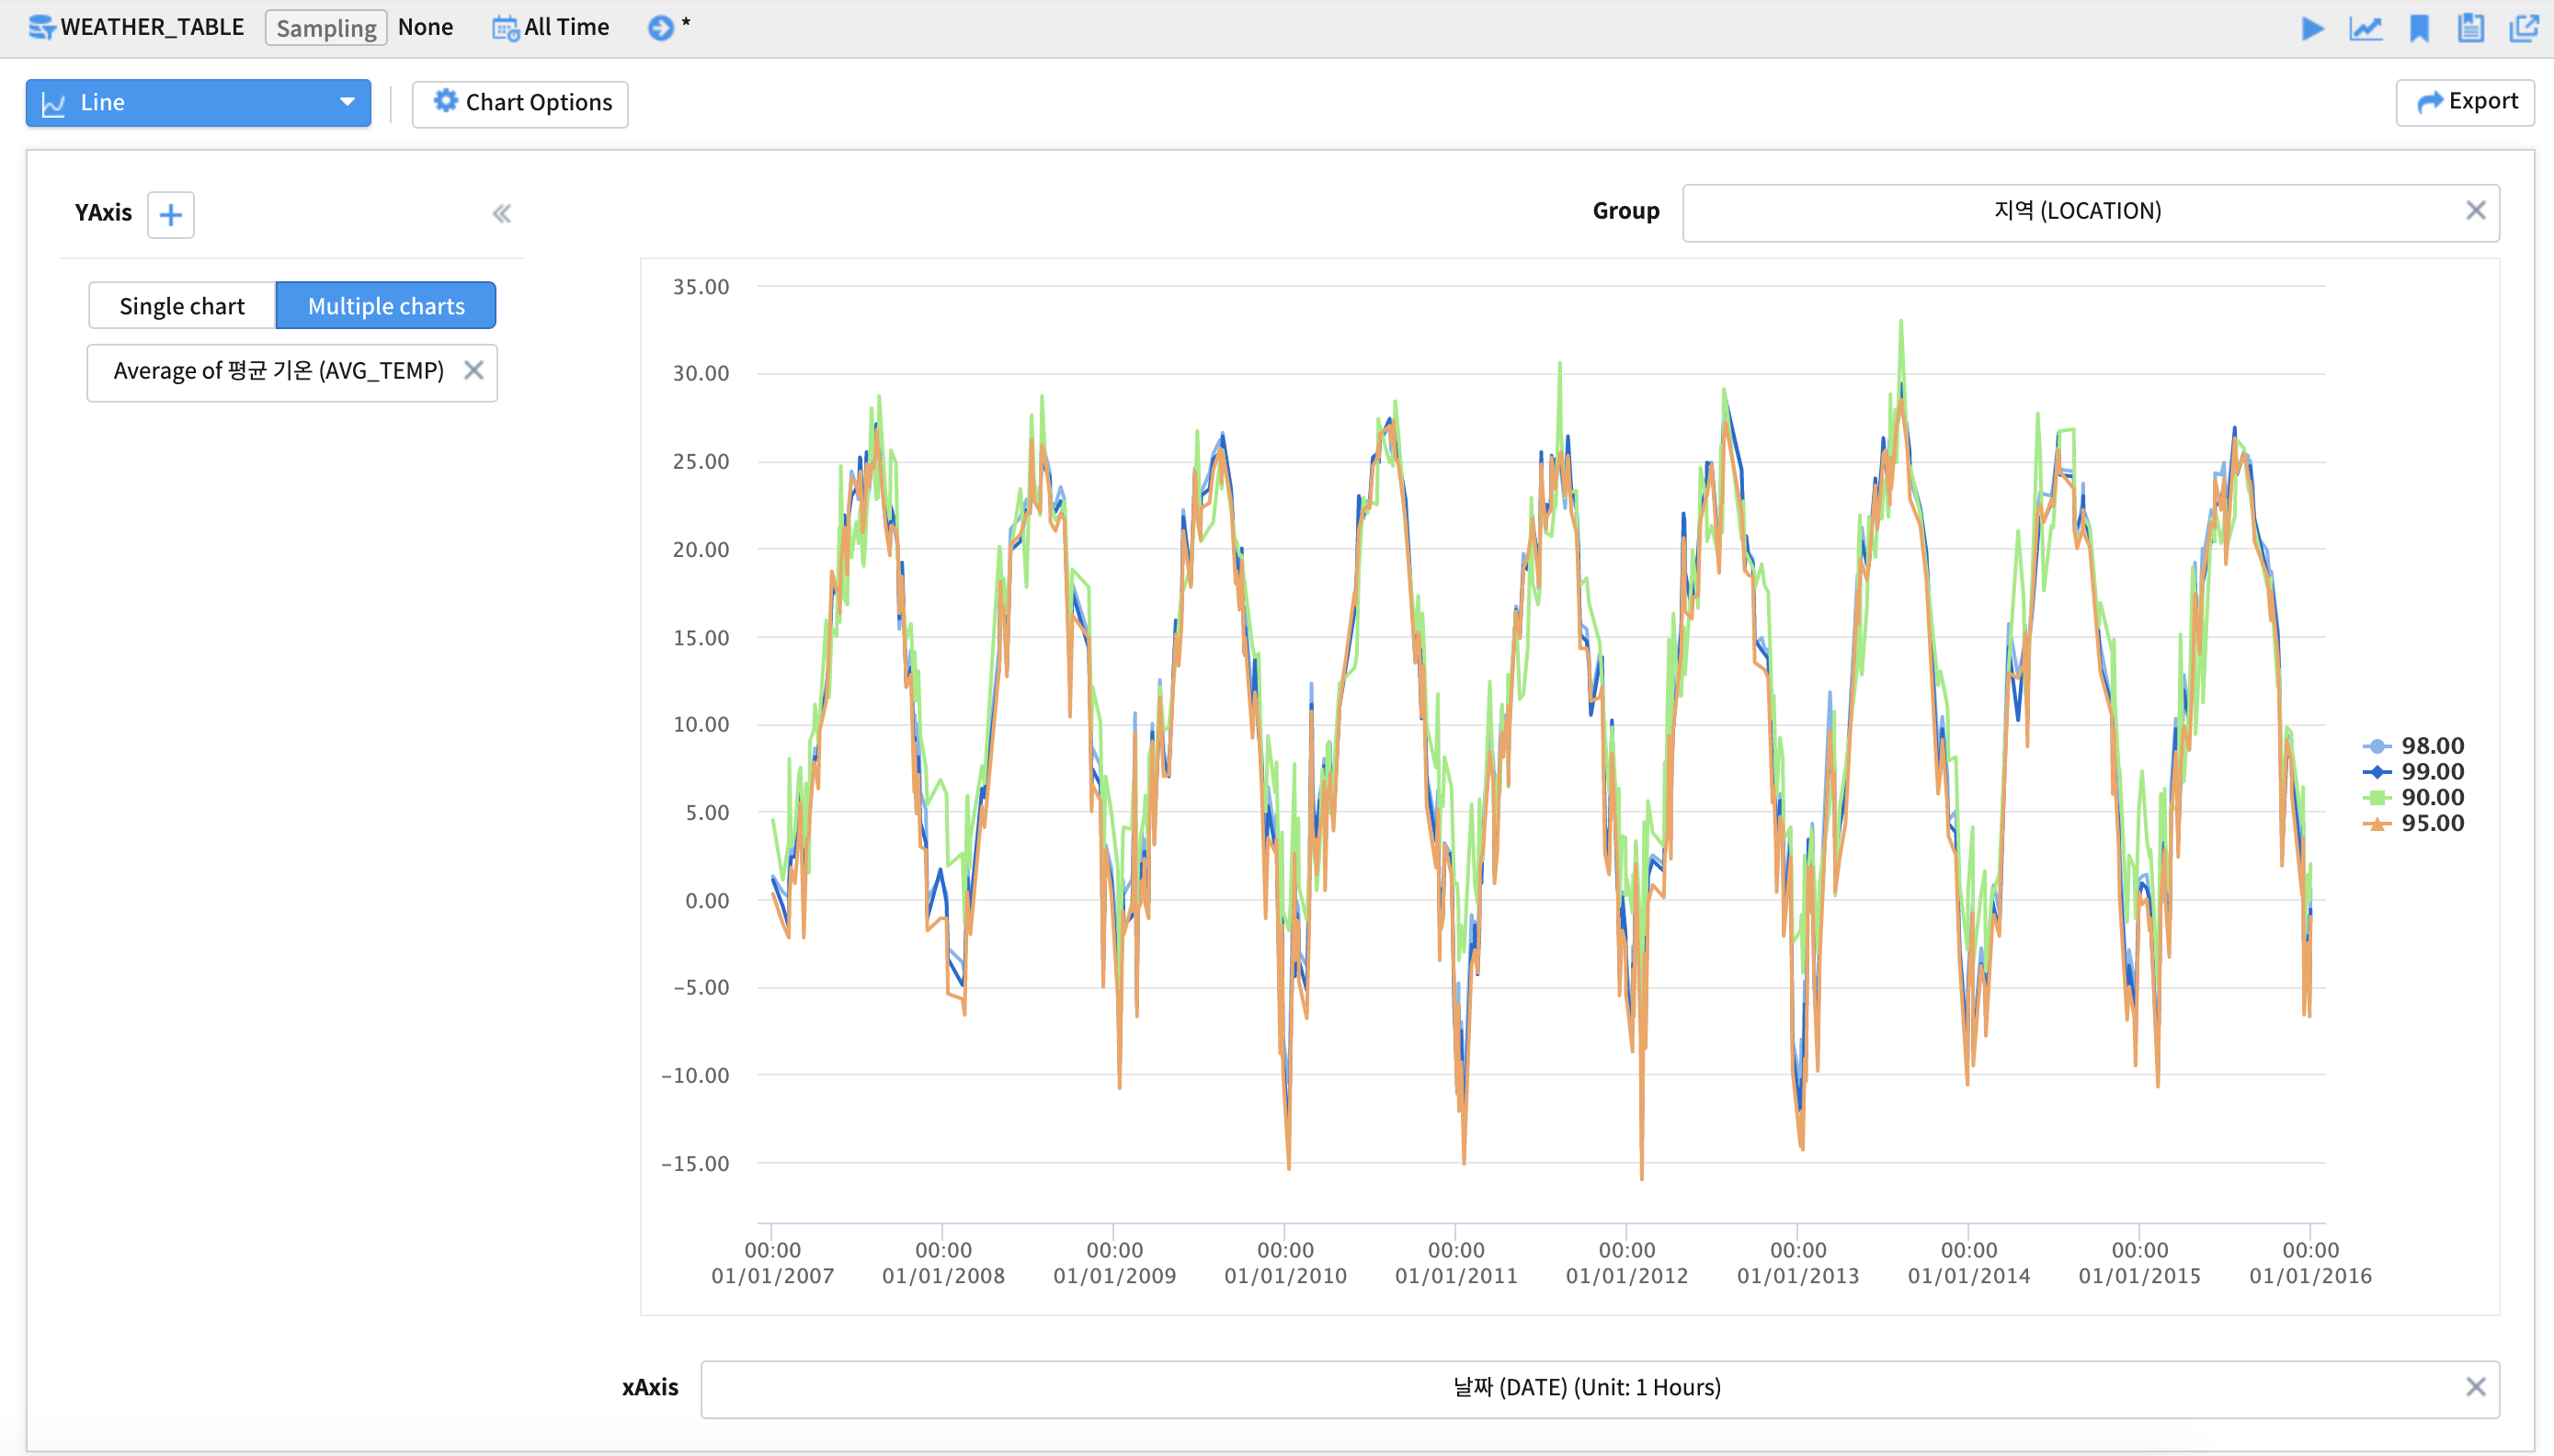 WEATHER_TABLE Sampling None All Time *
Line Chart Options Export
YAxis
Group 지역 (LOCATION)
Single chart Multiple charts
Average of 평균 기온 (AVG_TEMP)
35.00
30.00
25.00
20.00
15.00
10.00
5.00
0.00
−5.00
−10.00
−15.00
00:00 00:00 00:00 00:00 00:00 00:00 00:00 00:00 00:00 00:00
01/01/2007 01/01/2008 01/01/2009 01/01/2010 01/01/2011 01/01/2012 01/01/2013 01/01/2014 01/01/2015 01/01/2016
98.00
99.00
90.00
95.00
xAxis 날짜 (DATE) (Unit: 1 Hours)